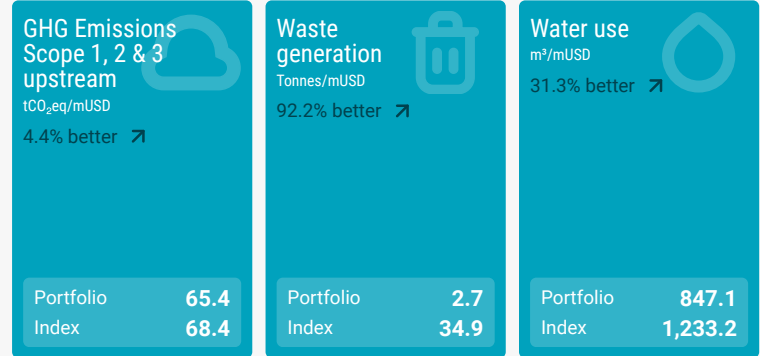 GHG Emissions
Scope 1, 2 & 3
upstream
tCO₂eq/mUSD
4.4% better
Portfolio 65.4
Index 68.4
Waste
generation
Tonnes/mUSD
92.2% better
Portfolio 2.7
Index 34.9
Water use
m³/mUSD
31.3% better
Portfolio 847.1
Index 1,233.2